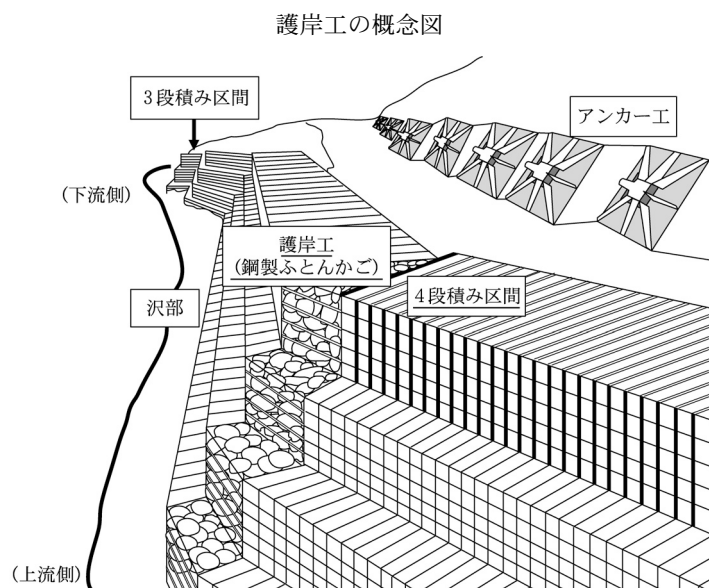 護岸工の概念図
3段積み区間
アンカー工
(下流側)
護岸工
(鋼製ふとんかご)
4段積み区間
沢部
(上流側)